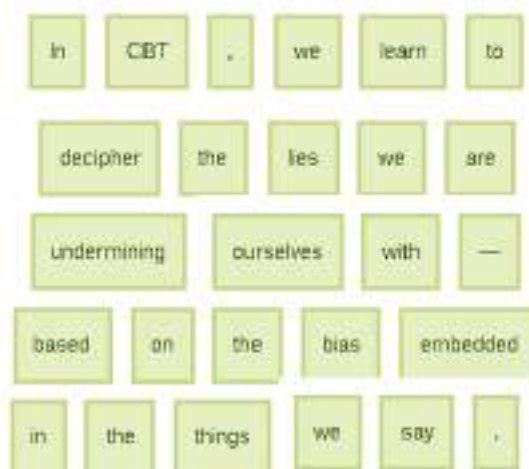 In CBT , we learn to
decipher the lies we are
undermining ourselves with —
based on the bias embedded
in the things we say ,